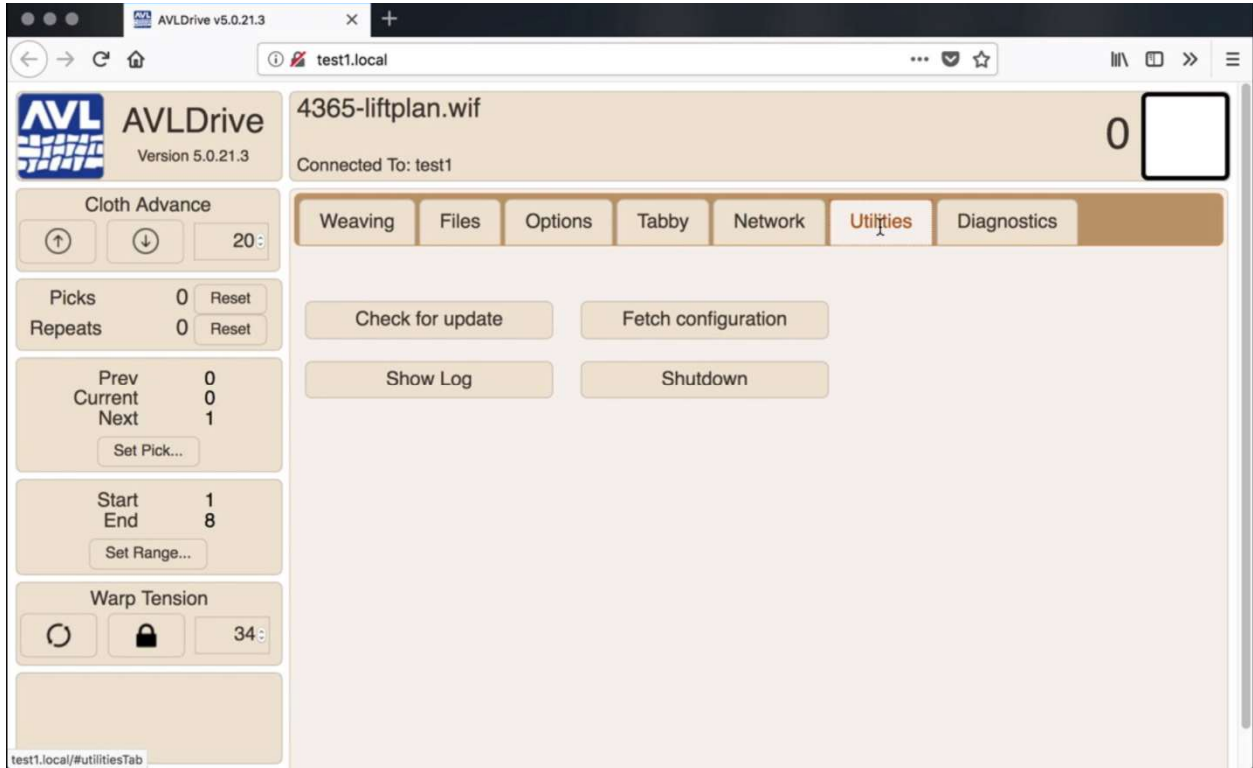 AVLDrive v5.0.21.3
test1.local
AVL
AVLDrive
Version 5.0.21.3
4365-liftplan.wif
Connected To: test1
0
Cloth Advance
20
Weaving Files Options Tabby Network Utilities Diagnostics
Picks 0 Reset
Repeats 0 Reset
Check for update Fetch configuration
Show Log Shutdown
Prev 0
Current 0
Next 1
Set Pick...
Start 1
End 8
Set Range...
Warp Tension
34
test1.local/#utilitiesTab